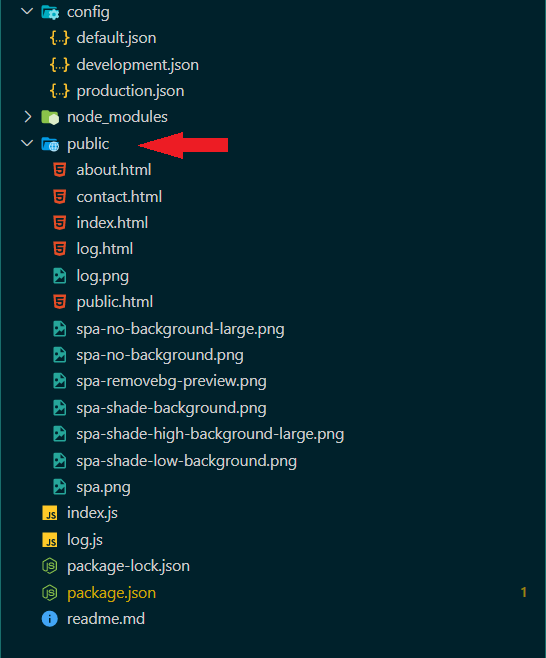 config
default.json
development.json
production.json
node_modules
public
about.html
contact.html
index.html
log.html
log.png
public.html
spa-no-background-large.png
spa-no-background.png
spa-removebg-preview.png
spa-shade-background.png
spa-shade-high-background-large.png
spa-shade-low-background.png
spa.png
index.js
log.js
package-lock.json
package.json 1
readme.md